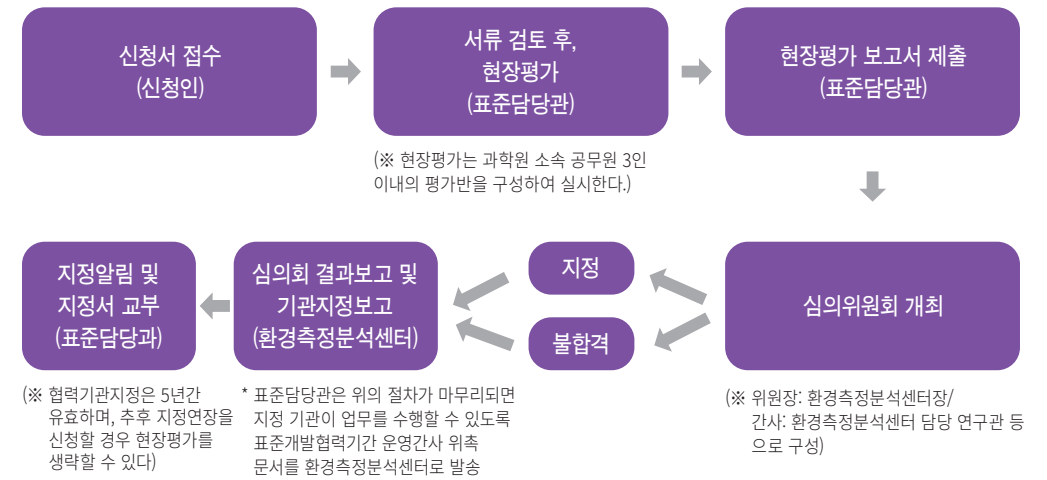 신청서 접수
(신청인)
서류 검토 후,
현장평가
(표준담당관)
(※ 현장평가는 과학원 소속 공무원 3인
이내의 평가반을 구성하여 실시한다.)
현장평가 보고서 제출
(표준담당관)
심의위원회 개최
(※ 위원장: 환경측정분석센터장/
간사: 환경측정분석센터 담당 연구관 등
으로 구성)
지정
불합격
심의회 결과보고 및
기관지정보고
(환경측정분석센터)
* 표준담당관은 위의 절차가 마무리되면
지정 기관이 업무를 수행할 수 있도록
표준개발협력기간 운영간사 위촉
문서를 환경측정분석센터로 발송
지정알림 및
지정서 교부
(표준담당과)
(※ 협력기관지정은 5년간
유효하며, 추후 지정연장을
신청할 경우 현장평가를
생략할 수 있다)